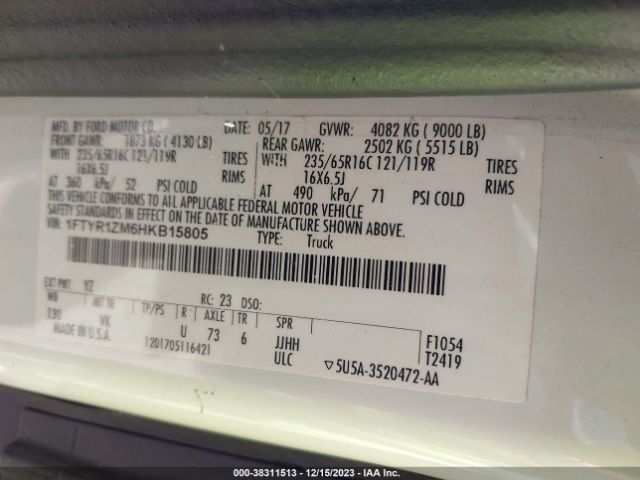 MFD. BY FORD MOTOR CO. DATE: 05/17 GVWR: 4082 KG ( 9000 LB)
FRONT GAWR: 1873 KG ( 4130 LB) REAR GAWR: 2502 KG ( 5515 LB)
WITH 235/65R16C 121/119R TIRES WITH 235/65R16C 121/119R TIRES
16X6.5J RIMS 16X6.5J RIMS
AT 360 kPa/ 52 PSI COLD AT 490 kPa/ 71 PSI COLD
THIS VEHICLE CONFORMS TO ALL APPLICABLE FEDERAL MOTOR VEHICLE
SAFETY STANDARDS IN EFFECT ON THE DATE OF MANUFACTURE SHOWN ABOVE.
VIN: 1FTYR1ZM6HKB15805 TYPE: Truck
EXT PNT: YZ RC: 23 DSO:
WB INT TR TP/PS R AXLE TR SPR
130 VK U 73 6 JJHH F1054
MADE IN U.S.A. 1201705116421 ULC ▽5U5A-3520472-AA T2419
000-38311513 - 12/15/2023 - IAA Inc.